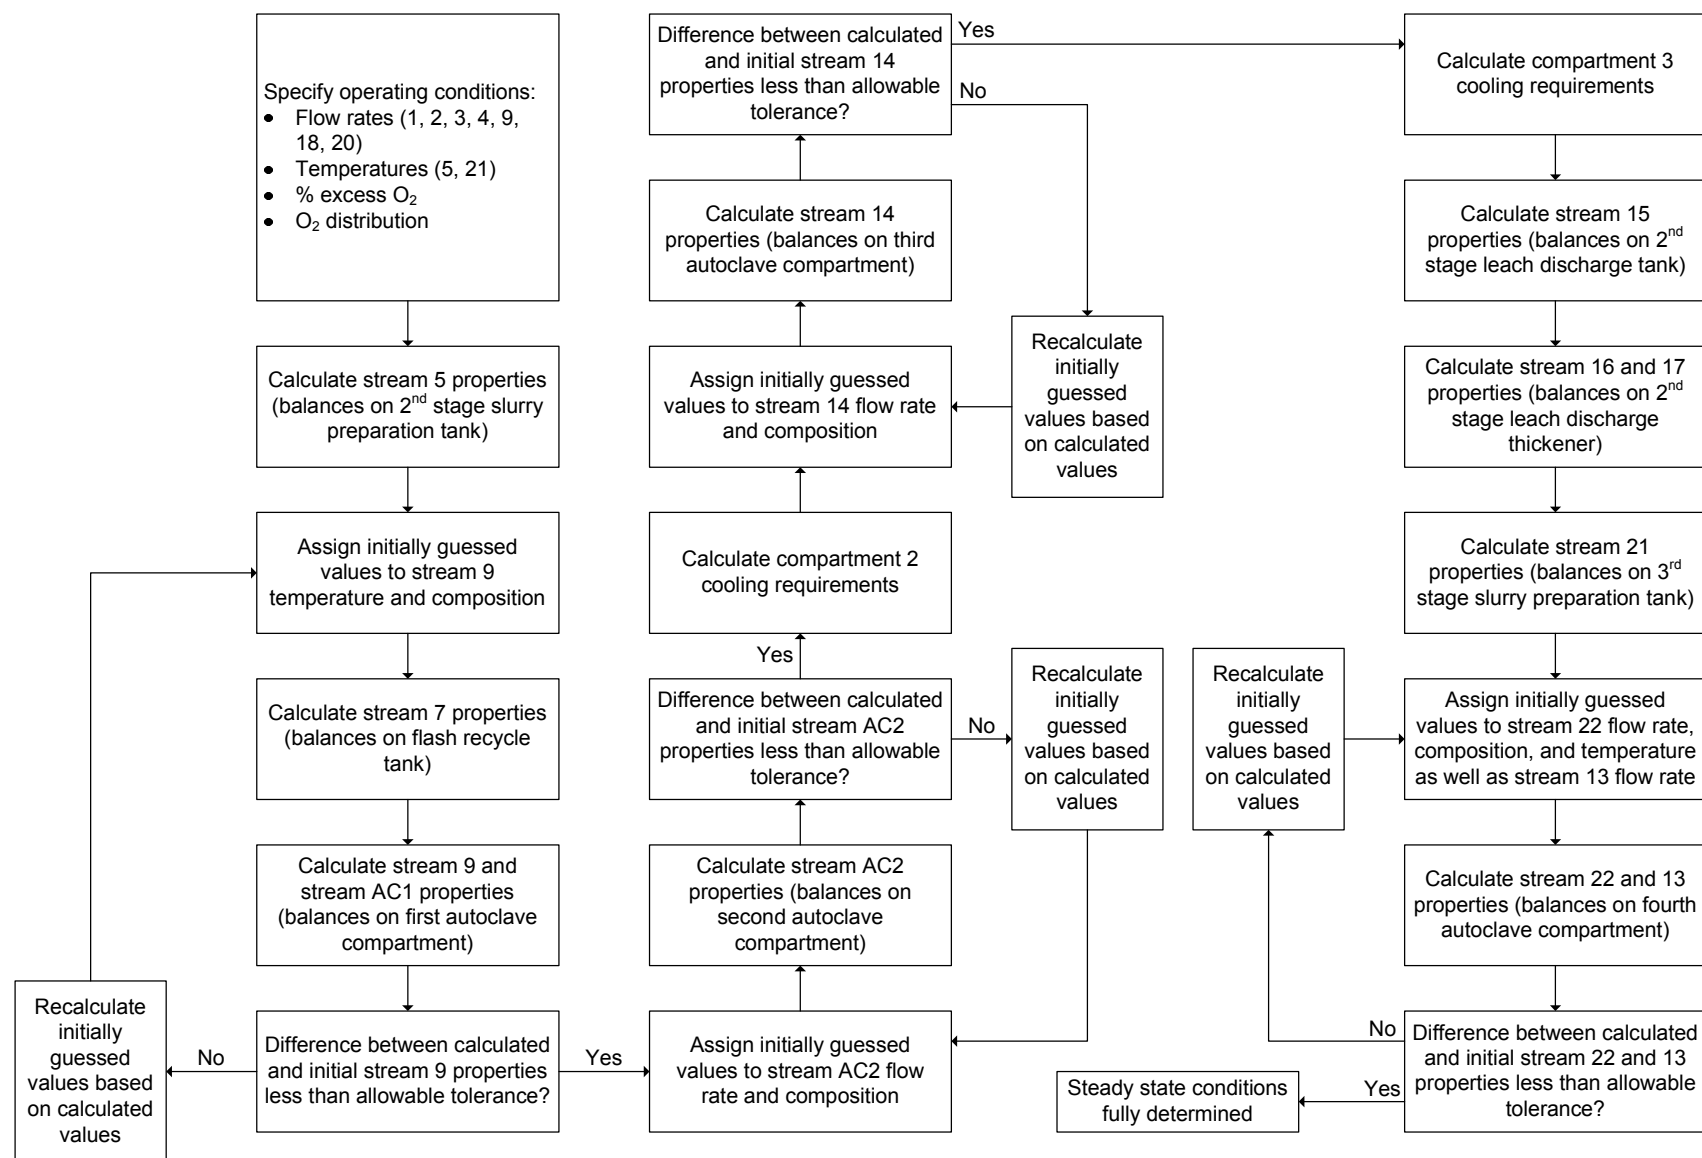 Specify operating conditions:
• Flow rates (1, 2, 3, 4, 9,
18, 20)
• Temperatures (5, 21)
• % excess O₂
• O₂ distribution
Calculate stream 5 properties
(balances on 2nd stage slurry
preparation tank)
Assign initially guessed
values to stream 9
temperature and composition
Calculate stream 7 properties
(balances on flash recycle
tank)
Calculate stream 9 and
stream AC1 properties
(balances on first autoclave
compartment)
Difference between calculated
and initial stream 9 properties
less than allowable tolerance?
No
Recalculate
initially
guessed
values based
on calculated
values
Yes
Assign initially guessed
values to stream AC2 flow
rate and composition
Calculate stream AC2
properties (balances on
second autoclave
compartment)
Difference between calculated
and initial stream AC2
properties less than allowable
tolerance?
No
Recalculate
initially
guessed
values based
on calculated
values
Yes
Calculate compartment 2
cooling requirements
Assign initially guessed
values to stream 14 flow rate
and composition
Calculate stream 14
properties (balances on third
autoclave compartment)
Difference between calculated
and initial stream 14
properties less than allowable
tolerance?
No
Recalculate
initially
guessed
values based
on calculated
values
Yes
Calculate compartment 3
cooling requirements
Calculate stream 15
properties (balances on 2nd
stage leach discharge tank)
Calculate stream 16 and 17
properties (balances on 2nd
stage leach discharge
thickener)
Calculate stream 21
properties (balances on 3rd
stage slurry preparation tank)
Assign initially guessed
values to stream 22 flow rate,
composition, and temperature
as well as stream 13 flow rate
Calculate stream 22 and 13
properties (balances on fourth
autoclave compartment)
Difference between calculated
and initial stream 22 and 13
properties less than allowable
tolerance?
No
Recalculate
initially
guessed
values based
on calculated
values
Yes
Steady state conditions
fully determined